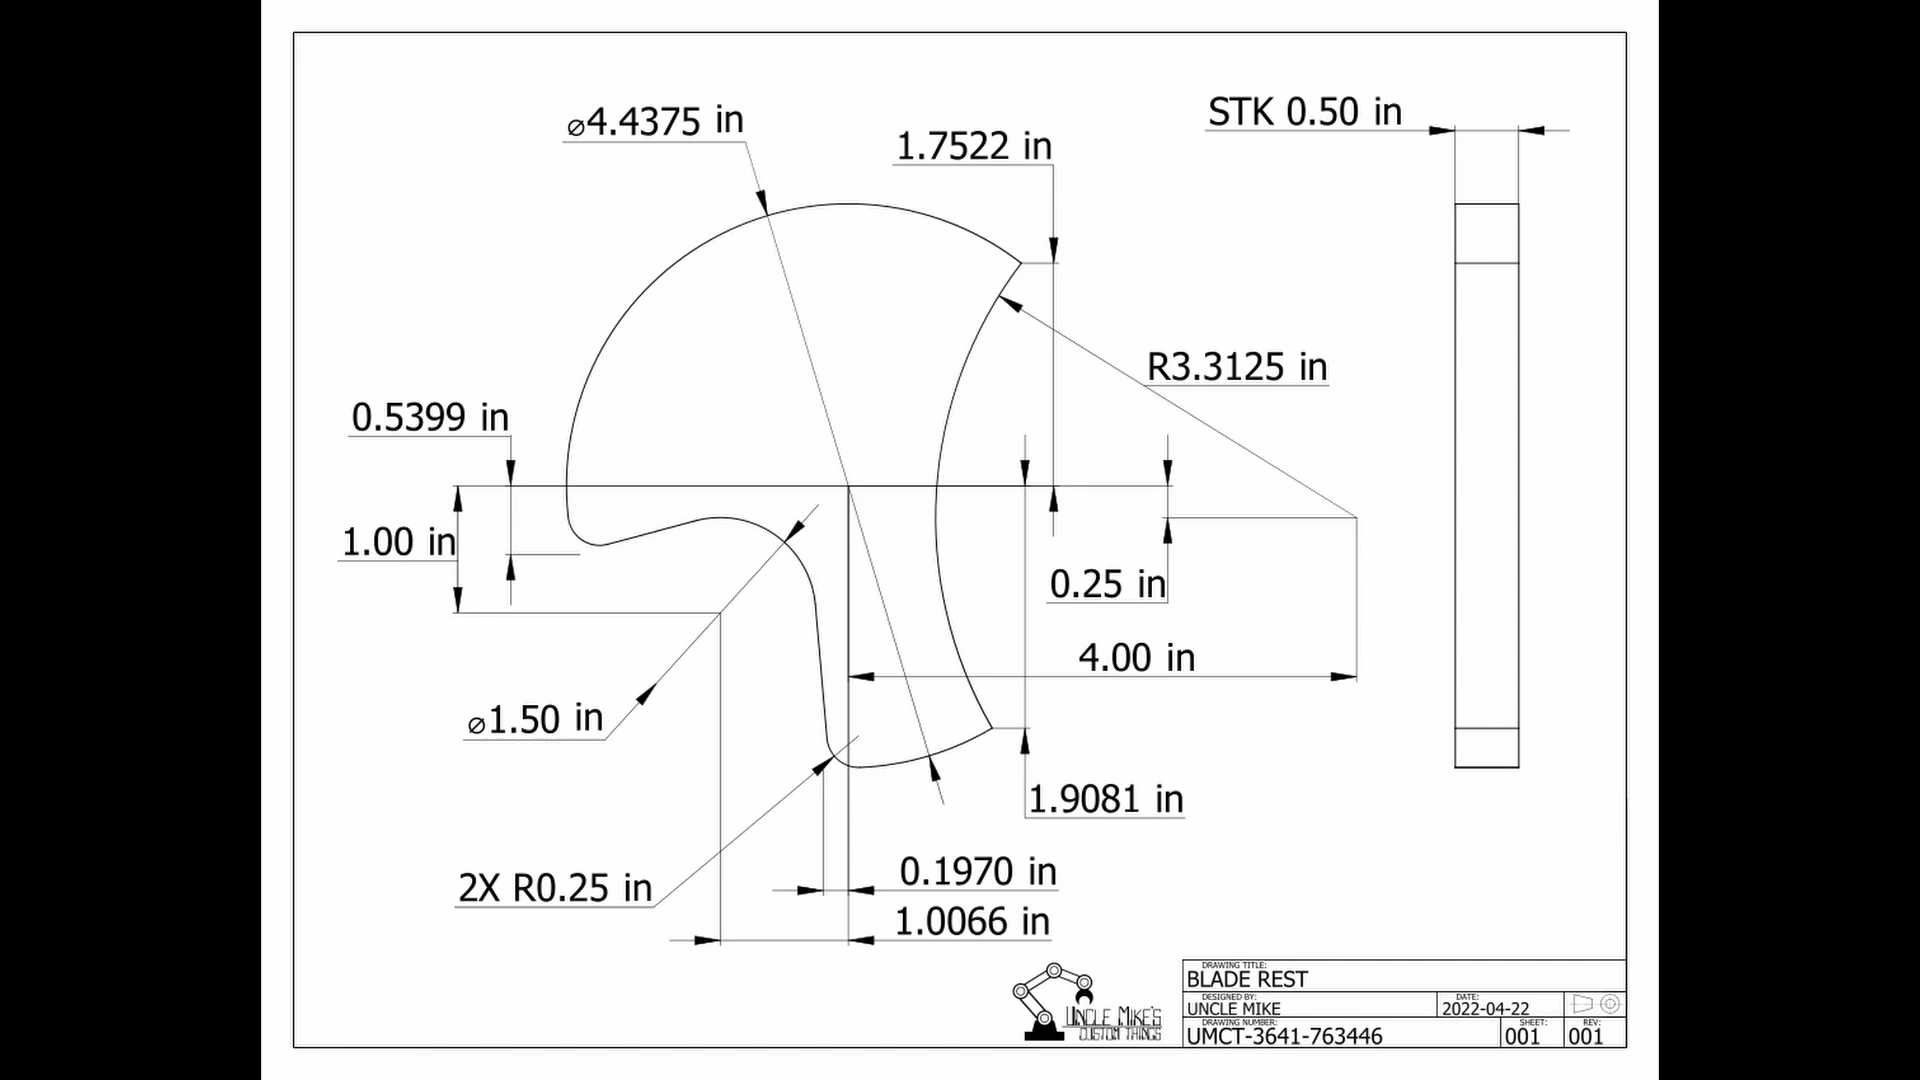 ⌀4.4375 in
1.7522 in
STK 0.50 in
R3.3125 in
0.5399 in
1.00 in
0.25 in
4.00 in
⌀1.50 in
1.9081 in
2X R0.25 in
0.1970 in
1.0066 in
UNCLE MIKE'S
CUSTOM THINGS
DRAWING TITLE:
BLADE REST
DESIGNED BY:
UNCLE MIKE
DATE:
2022-04-22
DRAWING NUMBER:
UMCT-3641-763446
SHEET:
001
REV:
001